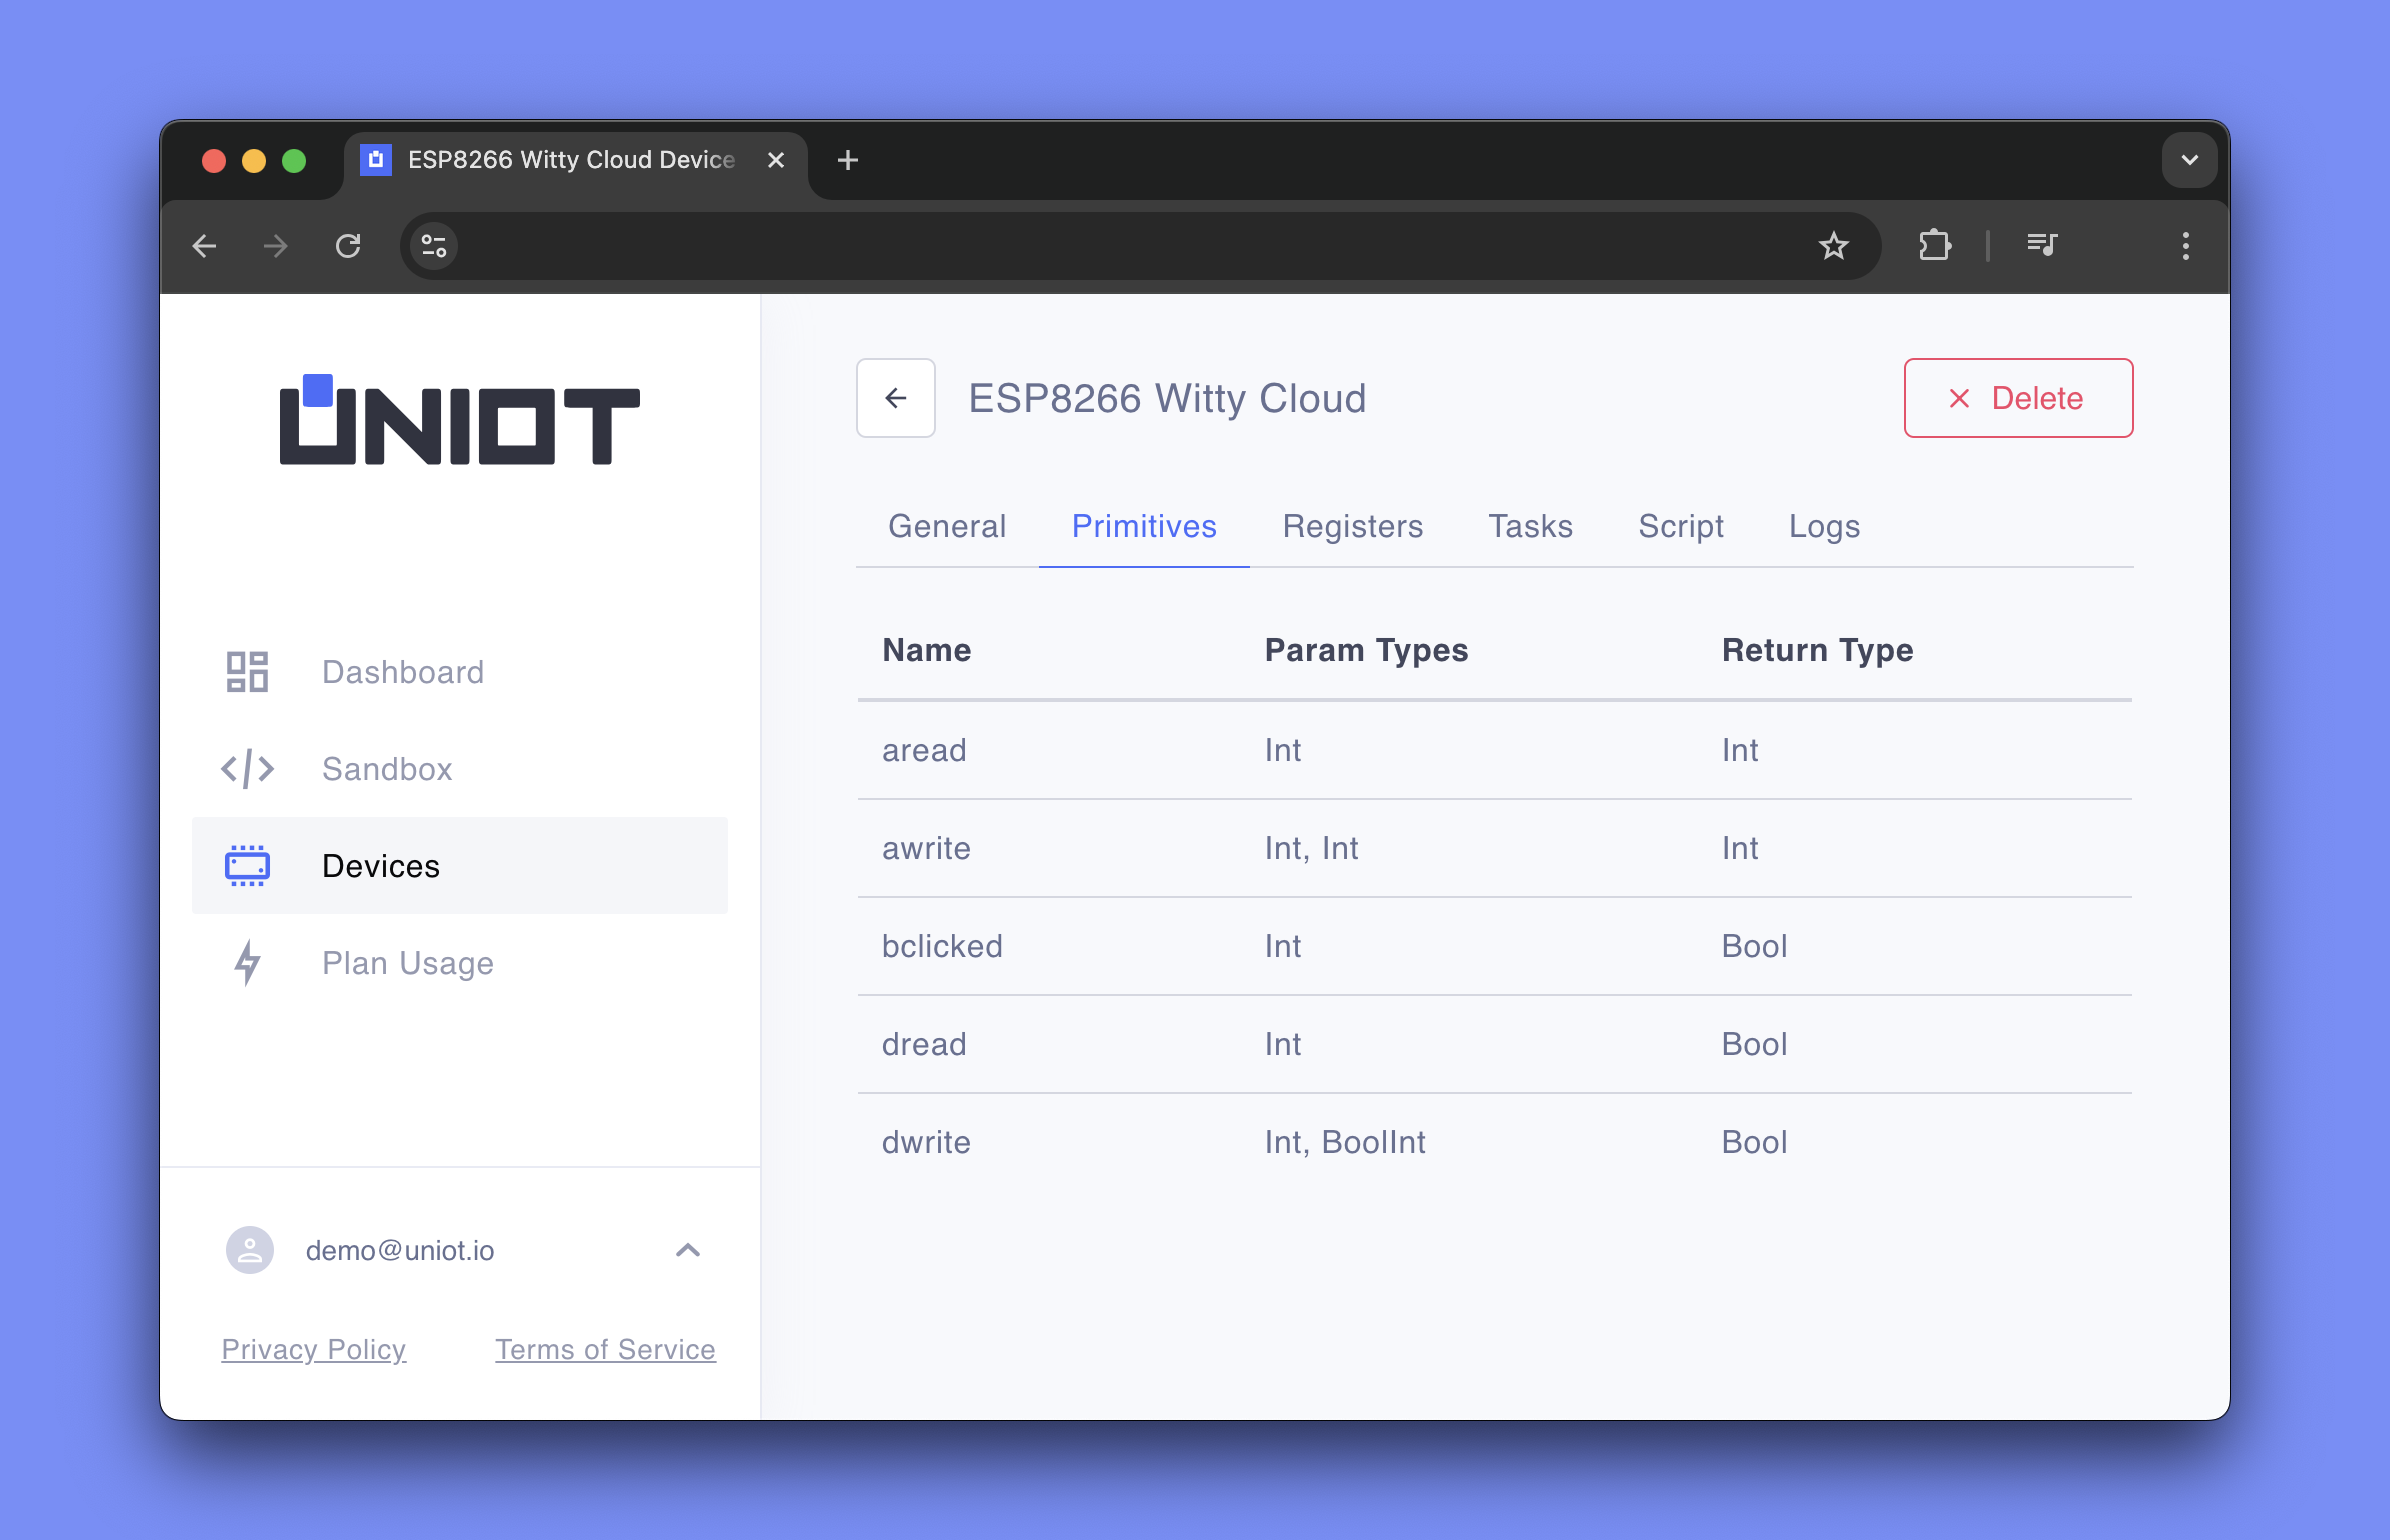 ESP8266 Witty Cloud Device
UNIOT
Dashboard
Sandbox
Devices
Plan Usage
demo@uniot.io
Privacy Policy
Terms of Service
ESP8266 Witty Cloud
Delete
General Primitives Registers Tasks Script Logs
Name Param Types Return Type
aread Int Int
awrite Int, Int Int
bclicked Int Bool
dread Int Bool
dwrite Int, BoolInt Bool